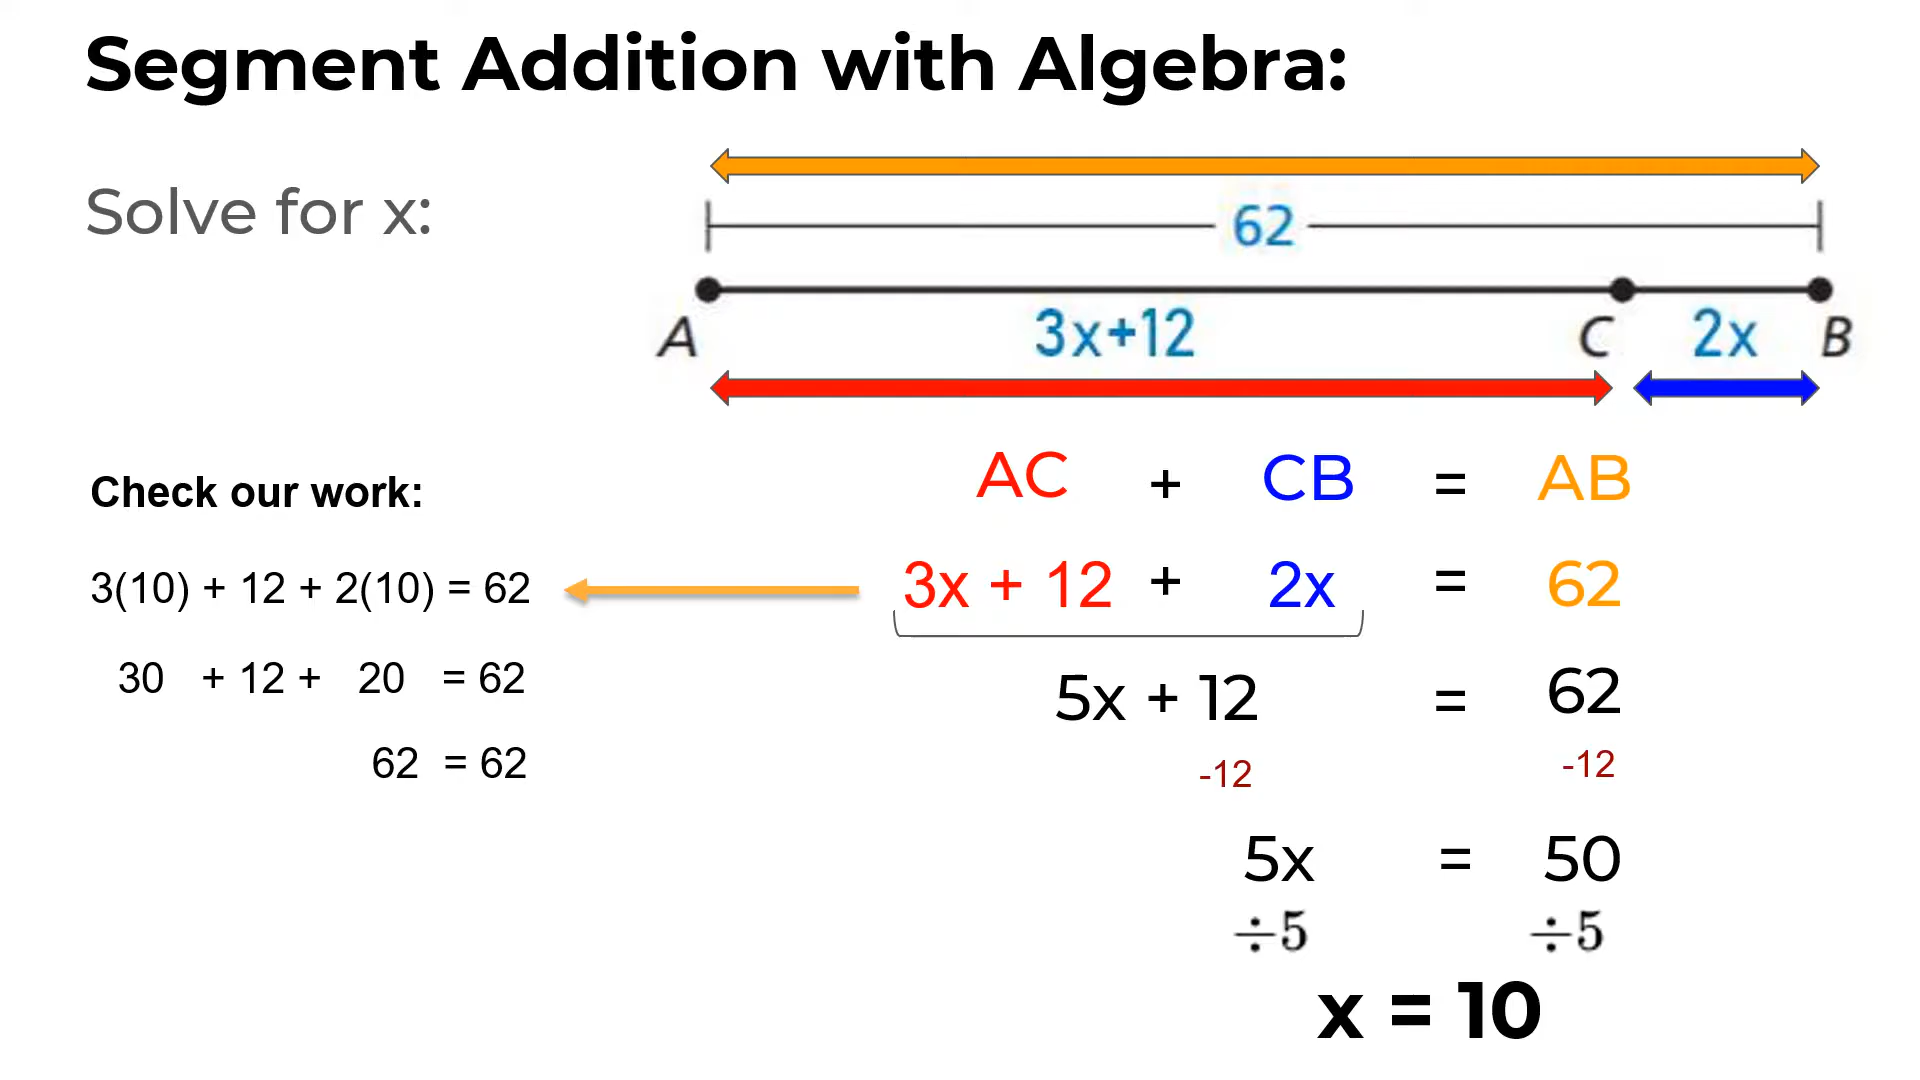 Segment Addition with Algebra:
Solve for x:
62
A 3x+12 C 2x B
AC + CB = AB
3x + 12 + 2x = 62
5x + 12 = 62
-12 -12
5x = 50
÷5 ÷5
x = 10
Check our work:
3(10) + 12 + 2(10) = 62
30 + 12 + 20 = 62
62 = 62